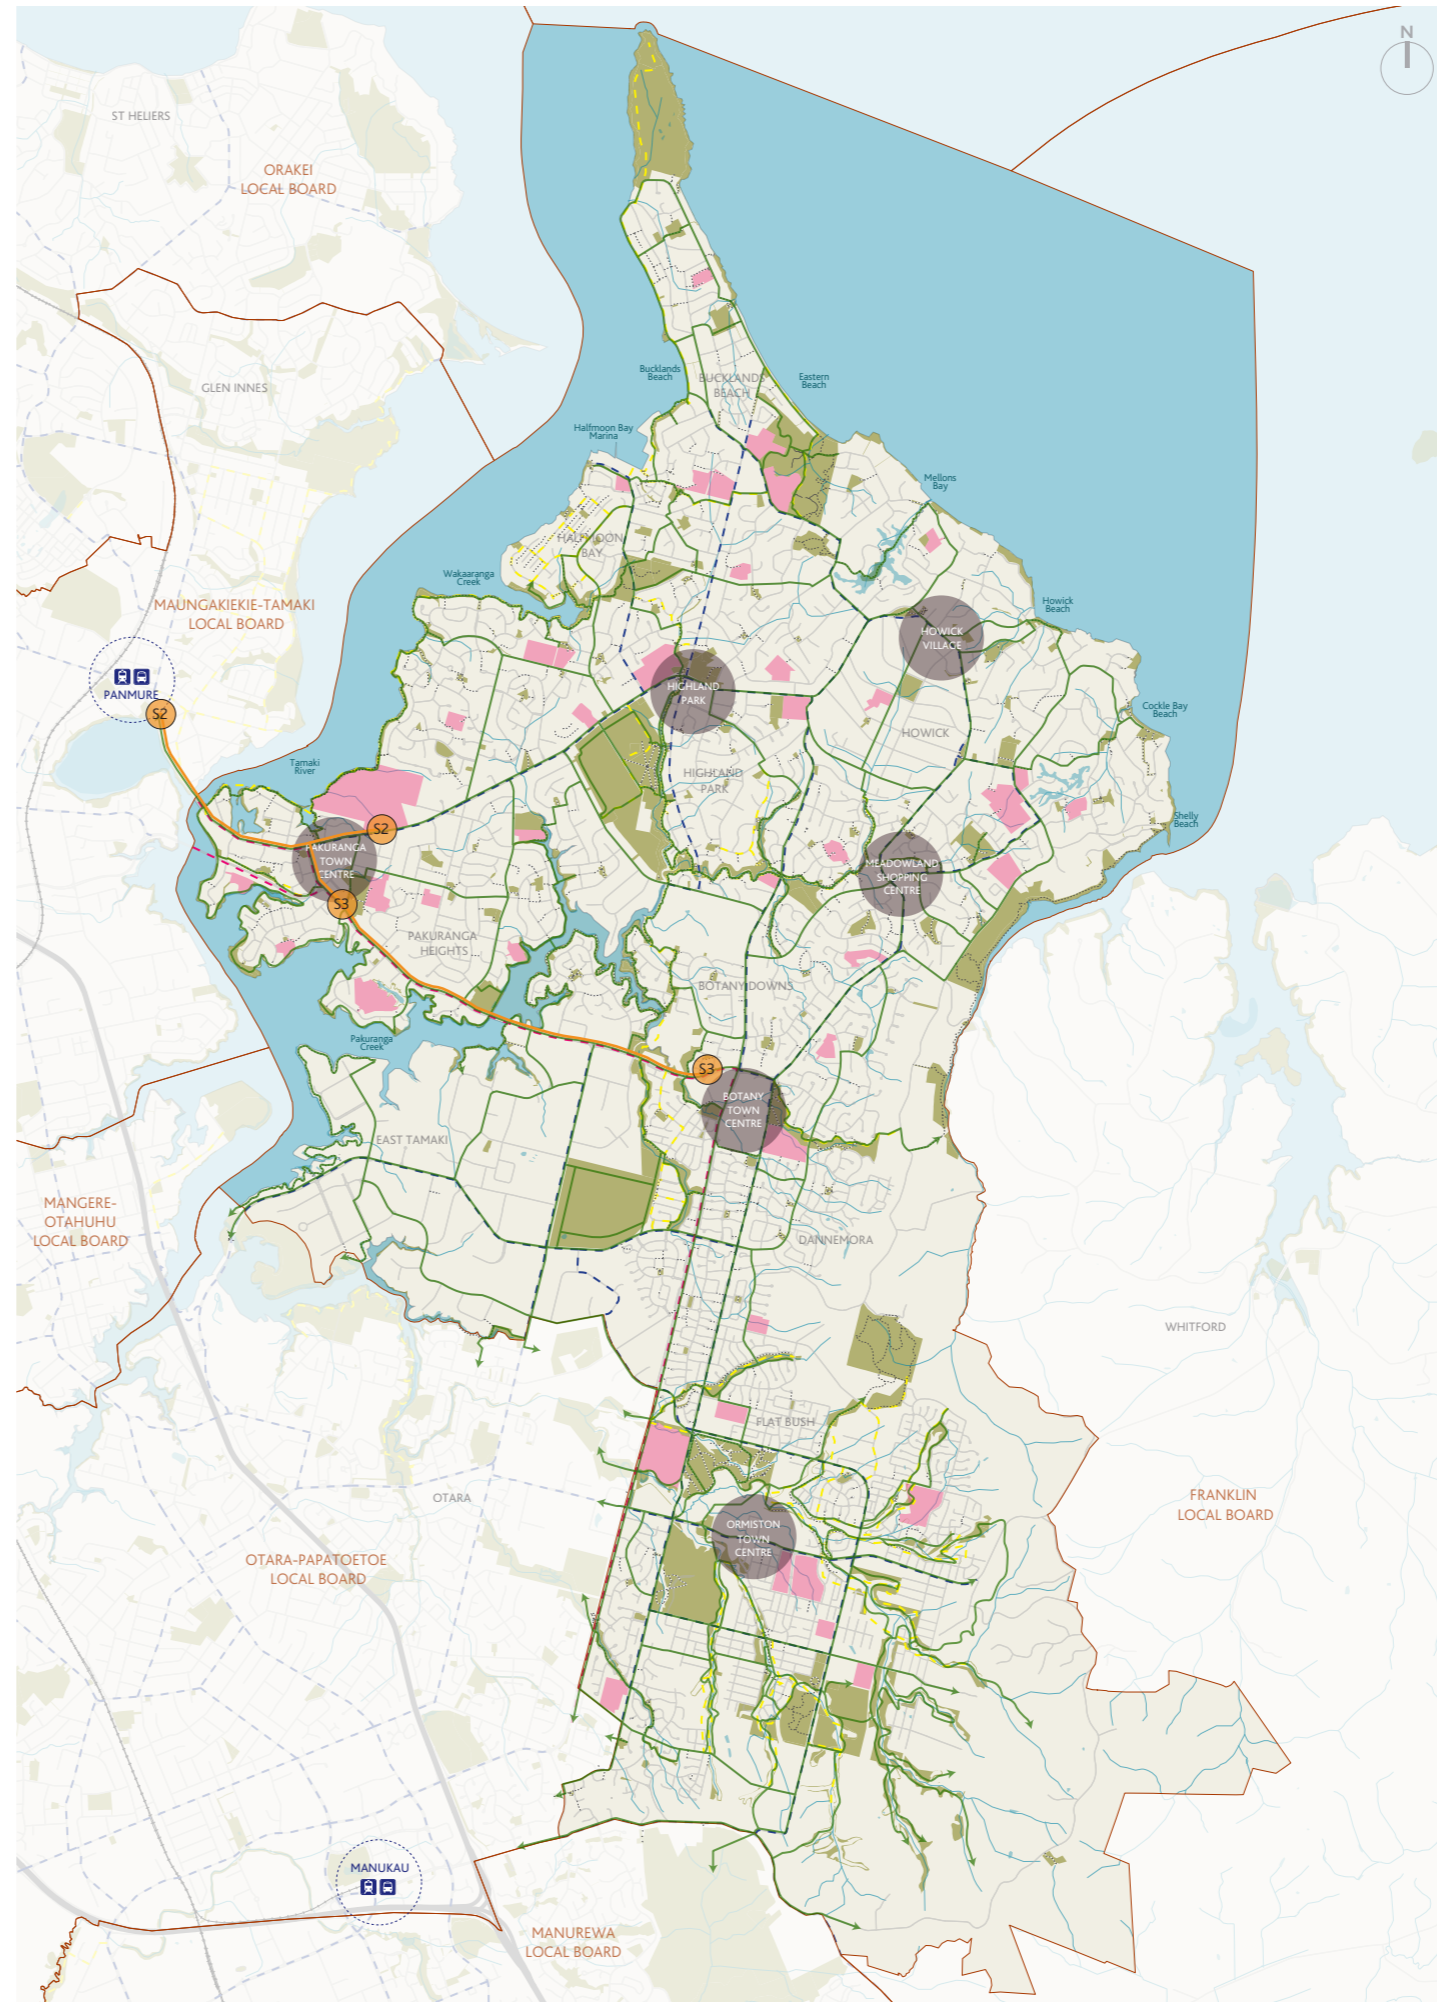 N
ST HELIERS
ORAKEI
LOCAL BOARD
GLEN INNES
Bucklands
Beach
BUCKLANDS
BEACH
Eastern
Beach
Halfmoon Bay
Marina
Mellons
Bay
HALFMOON
BAY
Wakaaranga
Creek
MAUNGAKIEKIE-TAMAKI
LOCAL BOARD
Howick
Beach
HOWICK
VILLAGE
PANMURE
HIGHLAND
PARK
S2
Cockle Bay
Beach
HOWICK
Tamaki
River
HIGHLAND
PARK
Shelly
Beach
S2
PAKURANGA
TOWN
CENTRE
MEADOWLAND
SHOPPING
CENTRE
S3
PAKURANGA
HEIGHTS
BOTANY DOWNS
Pakuranga
Creek
S3
BOTANY
TOWN
CENTRE
EAST TAMAKI
MANGERE-
OTAHUHU
LOCAL BOARD
DANNEMORA
WHITFORD
FLAT BUSH
OTARA
FRANKLIN
LOCAL BOARD
ORMISTON
TOWN
CENTRE
OTARA-PAPATOETOE
LOCAL BOARD
MANUKAU
MANUREWA
LOCAL BOARD